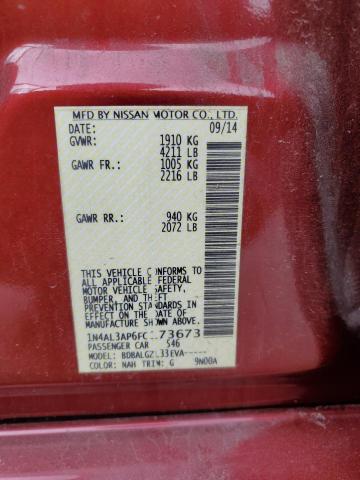 MFD BY NISSAN MOTOR CO., LTD.
DATE: 09/14
GVWR: 1910 KG
4211 LB
GAWR FR.: 1005 KG
2216 LB
GAWR RR.: 940 KG
2072 LB
THIS VEHICLE CONFORMS TO
ALL APPLICABLE FEDERAL
MOTOR VEHICLE SAFETY,
BUMPER, AND THEFT
PREVENTION STANDARDS IN
EFFECT ON THE DATE OF
MANUFACTURE SHOWN ABOVE.
PASSENGER CAR S46
COLOR: NAH TRIM: G 9N00A